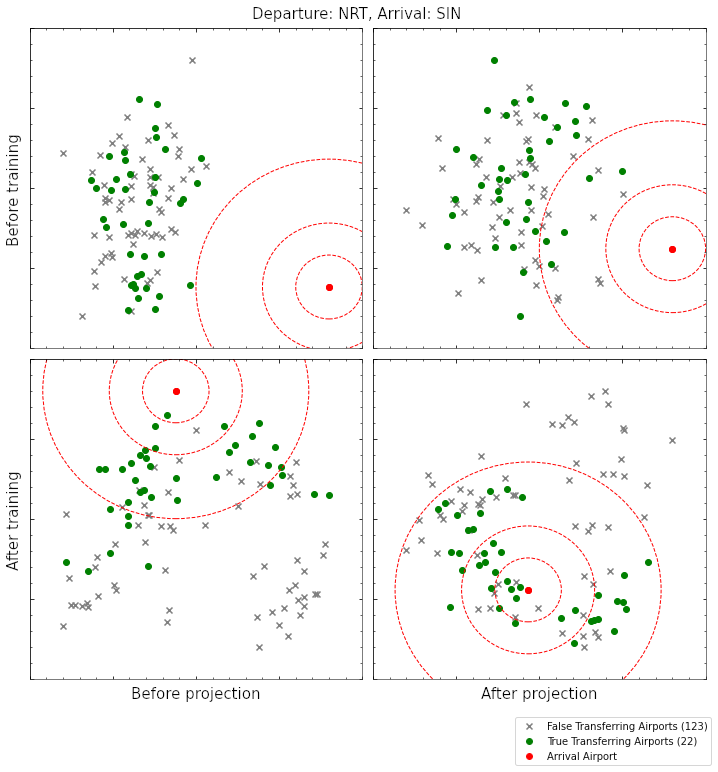 Departure: NRT, Arrival: SIN
Before training
After training
Before projection
After projection
False Transferring Airports (123)
True Transferring Airports (22)
Arrival Airport